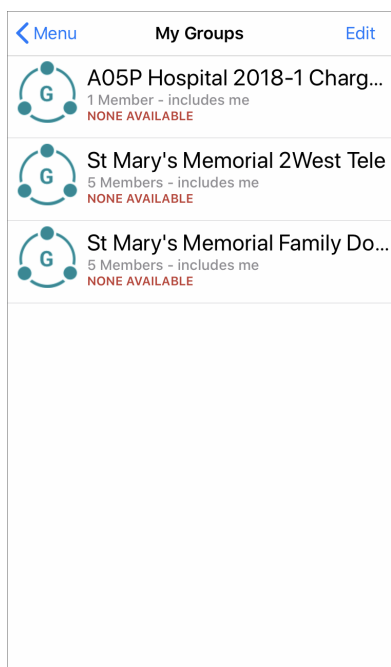 Menu My Groups Edit
G
A05P Hospital 2018-1 Charg...
1 Member - includes me
NONE AVAILABLE
G
St Mary's Memorial 2West Tele
5 Members - includes me
NONE AVAILABLE
G
St Mary's Memorial Family Do...
5 Members - includes me
NONE AVAILABLE